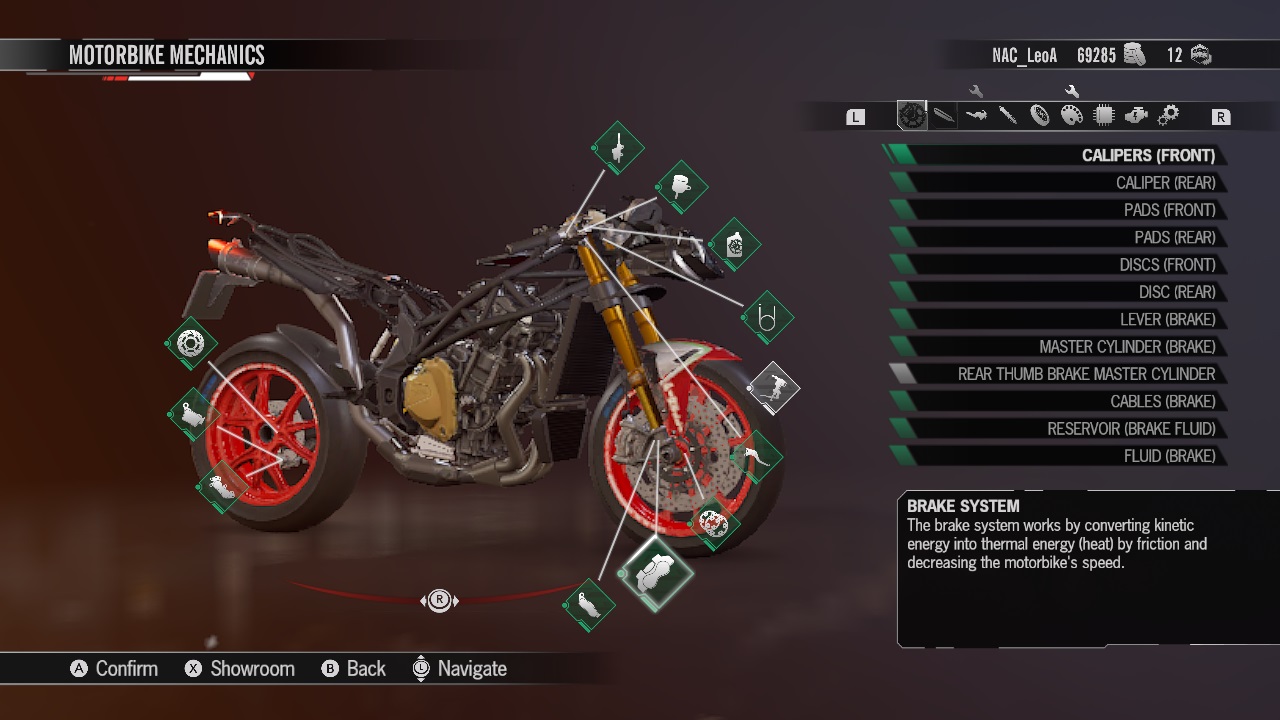 MOTORBIKE MECHANICS
NAC_LeoA 69285 12
L R
CALIPERS (FRONT)
CALIPER (REAR)
PADS (FRONT)
PADS (REAR)
DISCS (FRONT)
DISC (REAR)
LEVER (BRAKE)
MASTER CYLINDER (BRAKE)
REAR THUMB BRAKE MASTER CYLINDER
CABLES (BRAKE)
RESERVOIR (BRAKE FLUID)
FLUID (BRAKE)
BRAKE SYSTEM
The brake system works by converting kinetic
energy into thermal energy (heat) by friction and
decreasing the motorbike's speed.
R
A Confirm X Showroom B Back L Navigate